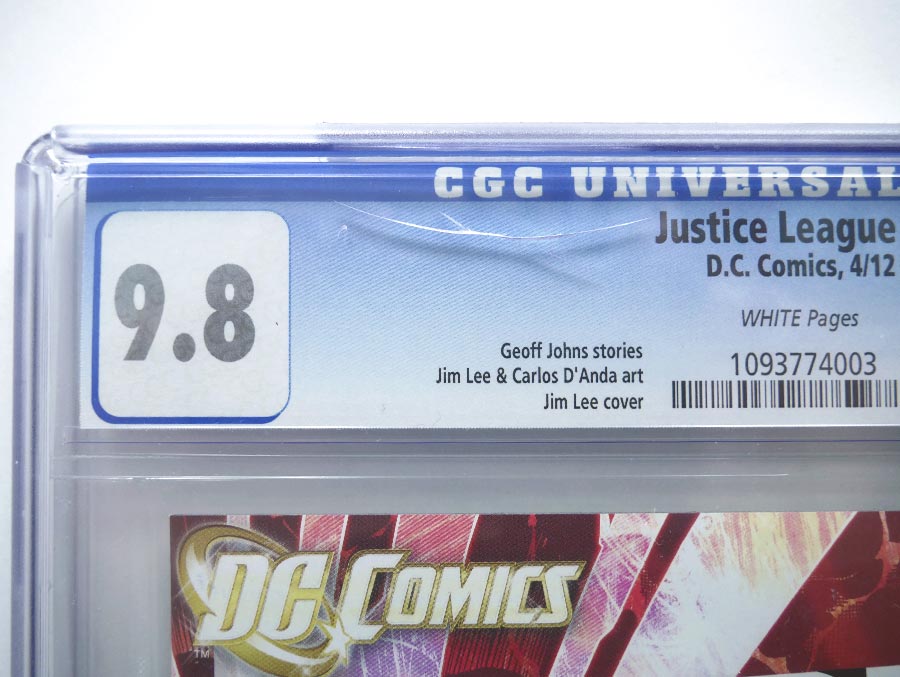 CGC UNIVERSAL
9.8
Justice League
D.C. Comics, 4/12
WHITE Pages
Geoff Johns stories
Jim Lee & Carlos D'Anda art
Jim Lee cover
1093774003
DC COMICS
TM